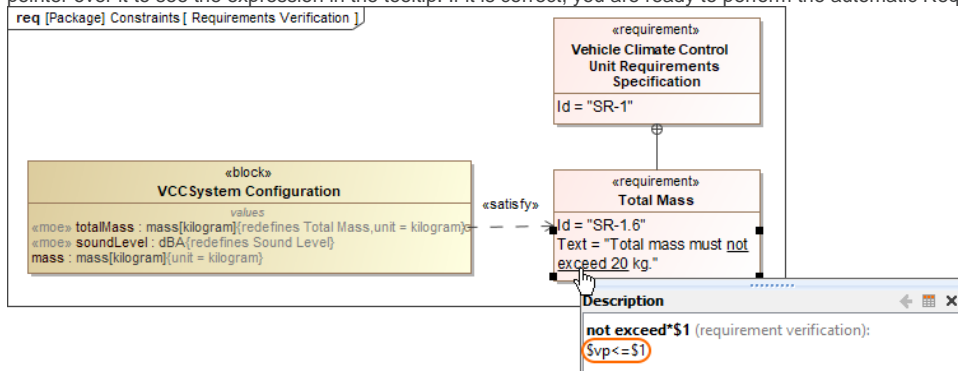 pointer over it to see the expression in the tooltip. If it is correct, you are ready to perform the automatic Req
req [Package] Constraints [ Requirements Verification ]
«requirement»
Vehicle Climate Control
Unit Requirements
Specification
Id = "SR-1"
«block»
VCCSystem Configuration
values
«moe» totalMass : mass[kilogram]{redefines Total Mass,unit = kilogram}
«moe» soundLevel : dBA{redefines Sound Level}
mass : mass[kilogram]{unit = kilogram}
«satisfy»
«requirement»
Total Mass
Id = "SR-1.6"
Text = "Total mass must not
exceed 20 kg."
Description
not exceed*$1 (requirement verification):
$vp<=$1